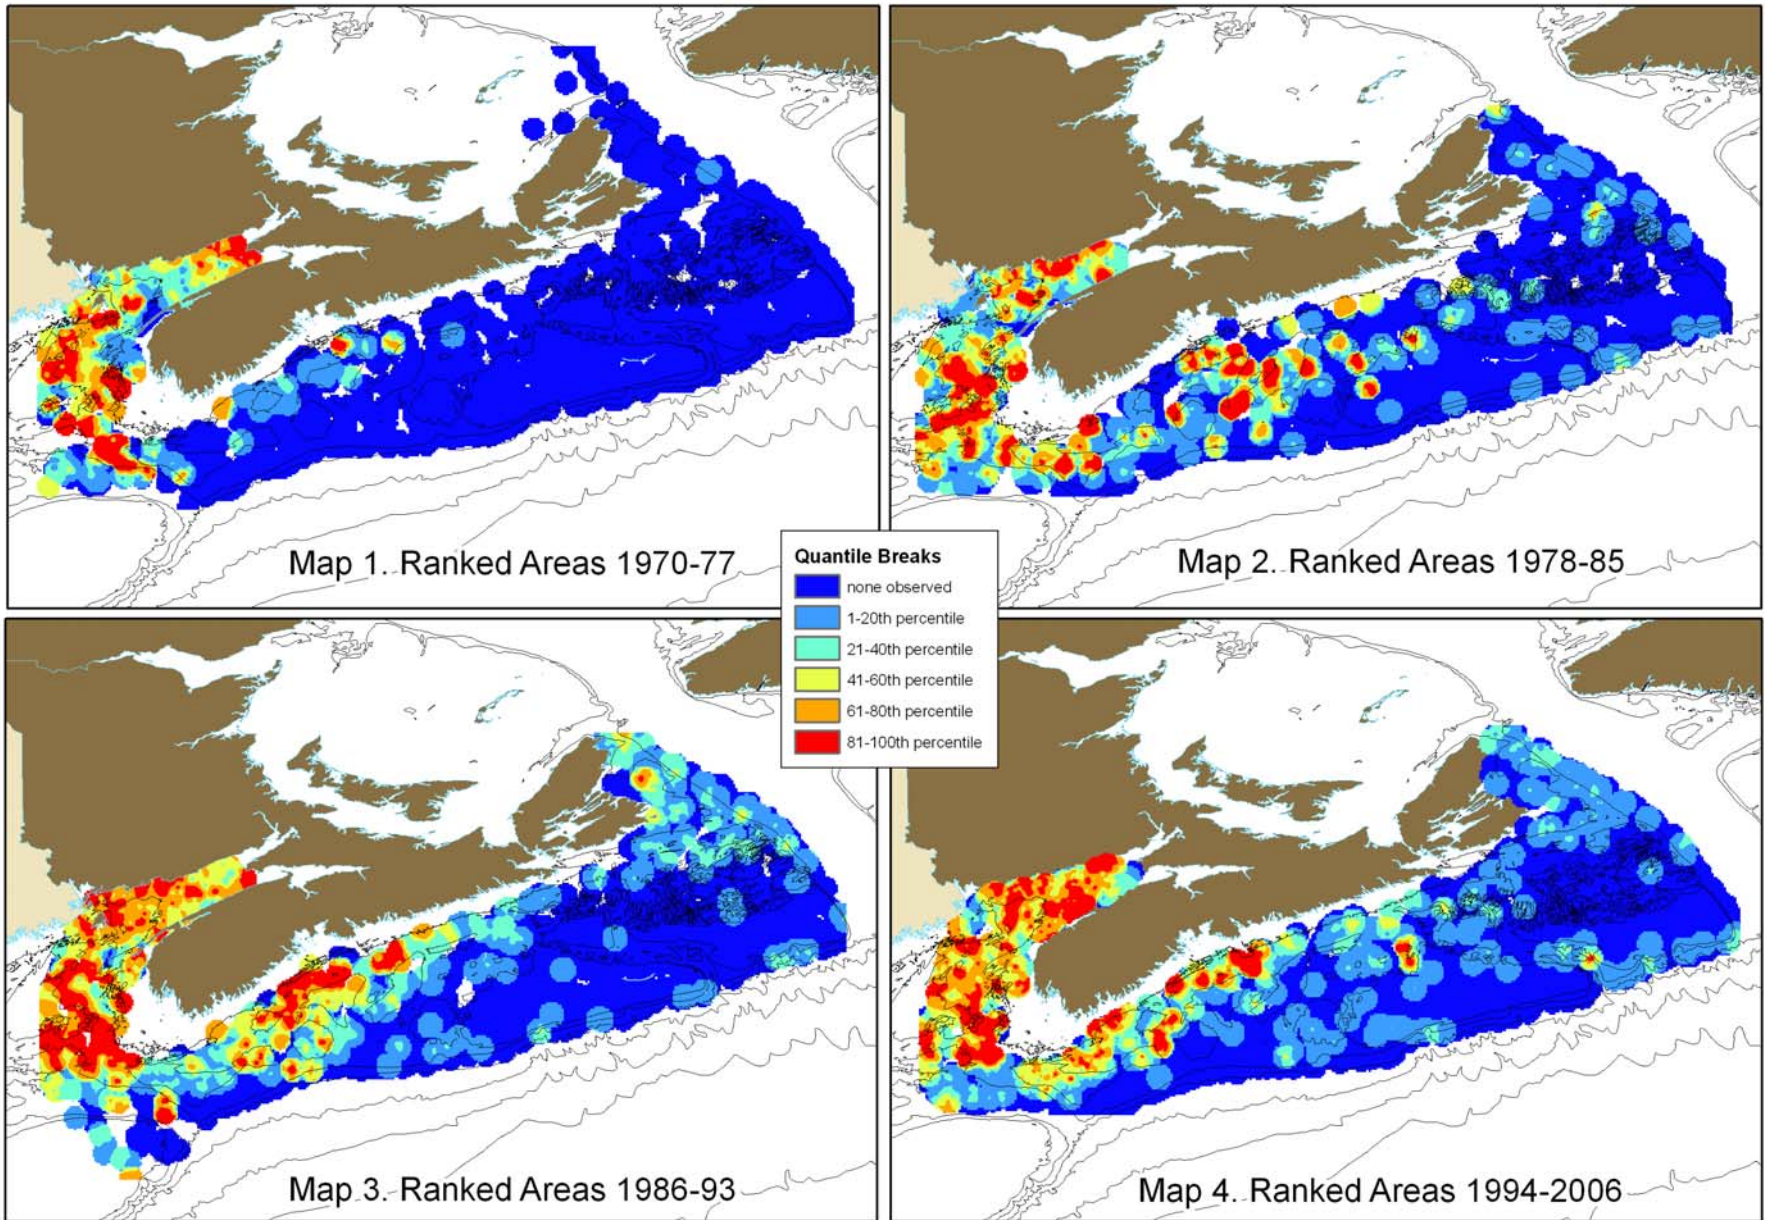 Map 1. Ranked Areas 1970-77
Map 2. Ranked Areas 1978-85
Quantile Breaks
none observed
1-20th percentile
21-40th percentile
41-60th percentile
61-80th percentile
81-100th percentile
Map 3. Ranked Areas 1986-93
Map 4. Ranked Areas 1994-2006